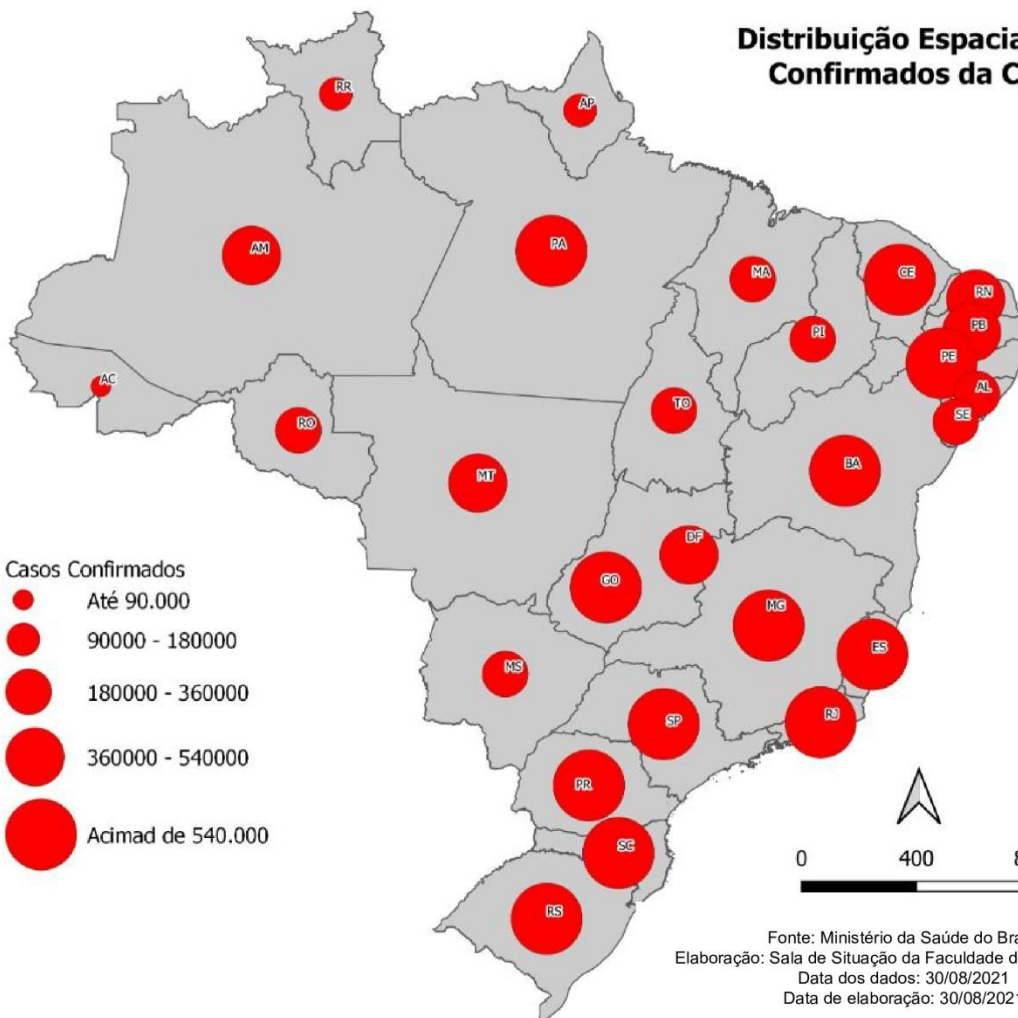 Distribuição Espacia
Confirmados da C
RR
AP
AM
PA
MA
CE
RN
PI
PB
PE
AC
TO
AL
SE
RO
BA
MT
DF
GO
MG
ES
MS
SP
RJ
PR
SC
RS
Casos Confirmados
Até 90.000
90000 - 180000
180000 - 360000
360000 - 540000
Acimad de 540.000
0 400 8
Fonte: Ministério da Saúde do Bra
Elaboração: Sala de Situação da Faculdade d
Data dos dados: 30/08/2021
Data de elaboração: 30/08/2021